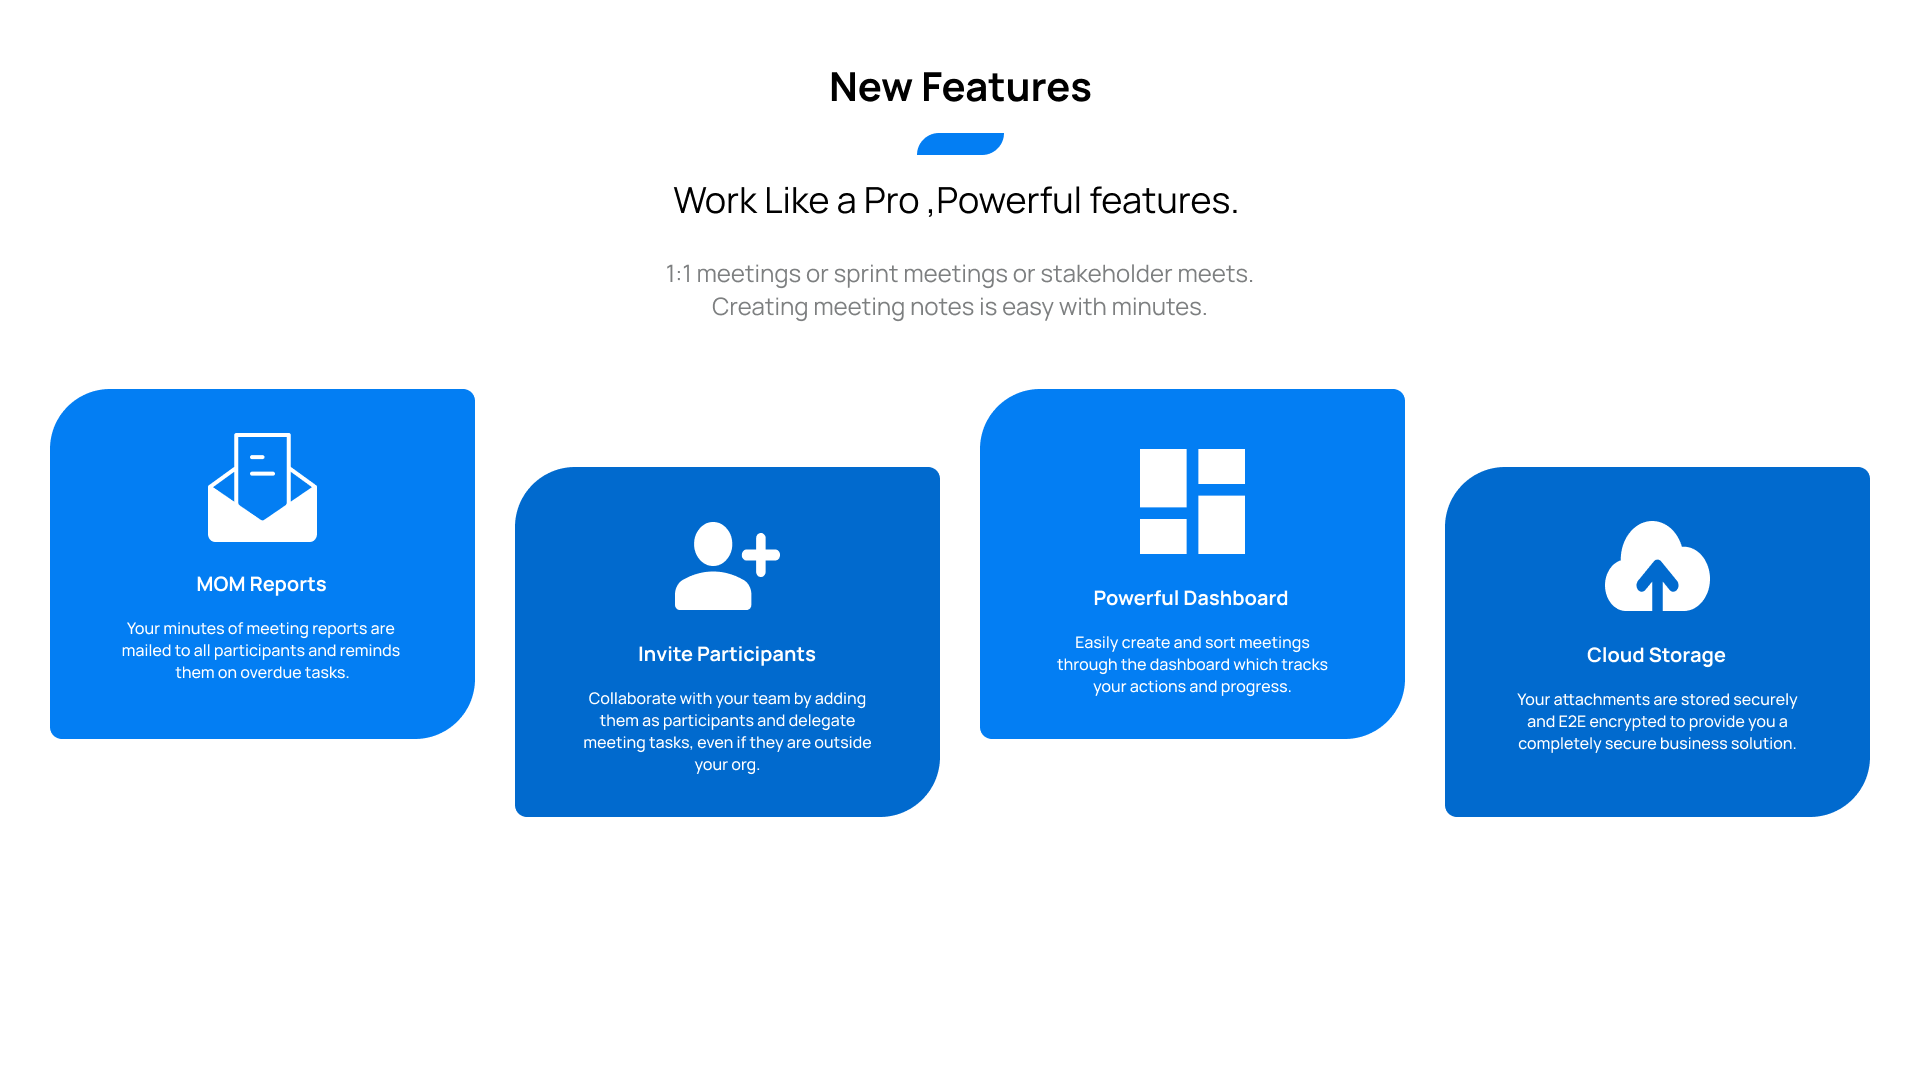 New Features
Work Like a Pro ,Powerful features.
1:1 meetings or sprint meetings or stakeholder meets.
Creating meeting notes is easy with minutes.
MOM Reports
Your minutes of meeting reports are
mailed to all participants and reminds
them on overdue tasks.
Invite Participants
Collaborate with your team by adding
them as participants and delegate
meeting tasks, even if they are outside
your org.
Powerful Dashboard
Easily create and sort meetings
through the dashboard which tracks
your actions and progress.
Cloud Storage
Your attachments are stored securely
and E2E encrypted to provide you a
completely secure business solution.